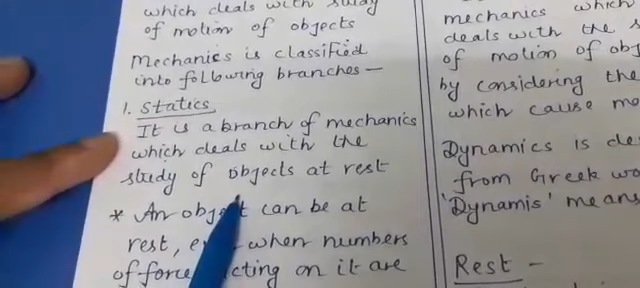 which deals with study
of motion of objects
Mechanics is classified
into following branches—
1. Statics
It is a branch of mechanics
which deals with the
study of objects at rest
* An object can be at
rest, when numbers
of force acting on it are
mechanics which
deals with the
of motion of obj
by considering the
which cause mo
Dynamics is de
from Greek wo
'Dynamis' means
Rest -